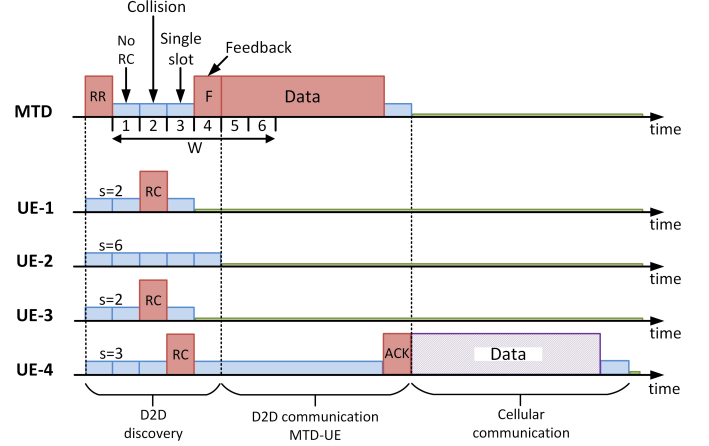 Collision
No
RC
Single
slot
Feedback
MTD
RR
F
Data
1 2 3 4 5 6
time
W
UE-1
s=2
RC
time
UE-2
s=6
time
UE-3
s=2
RC
time
UE-4
s=3
RC
ACK
Data
time
D2D
discovery
D2D communication
MTD-UE
Cellular
communication